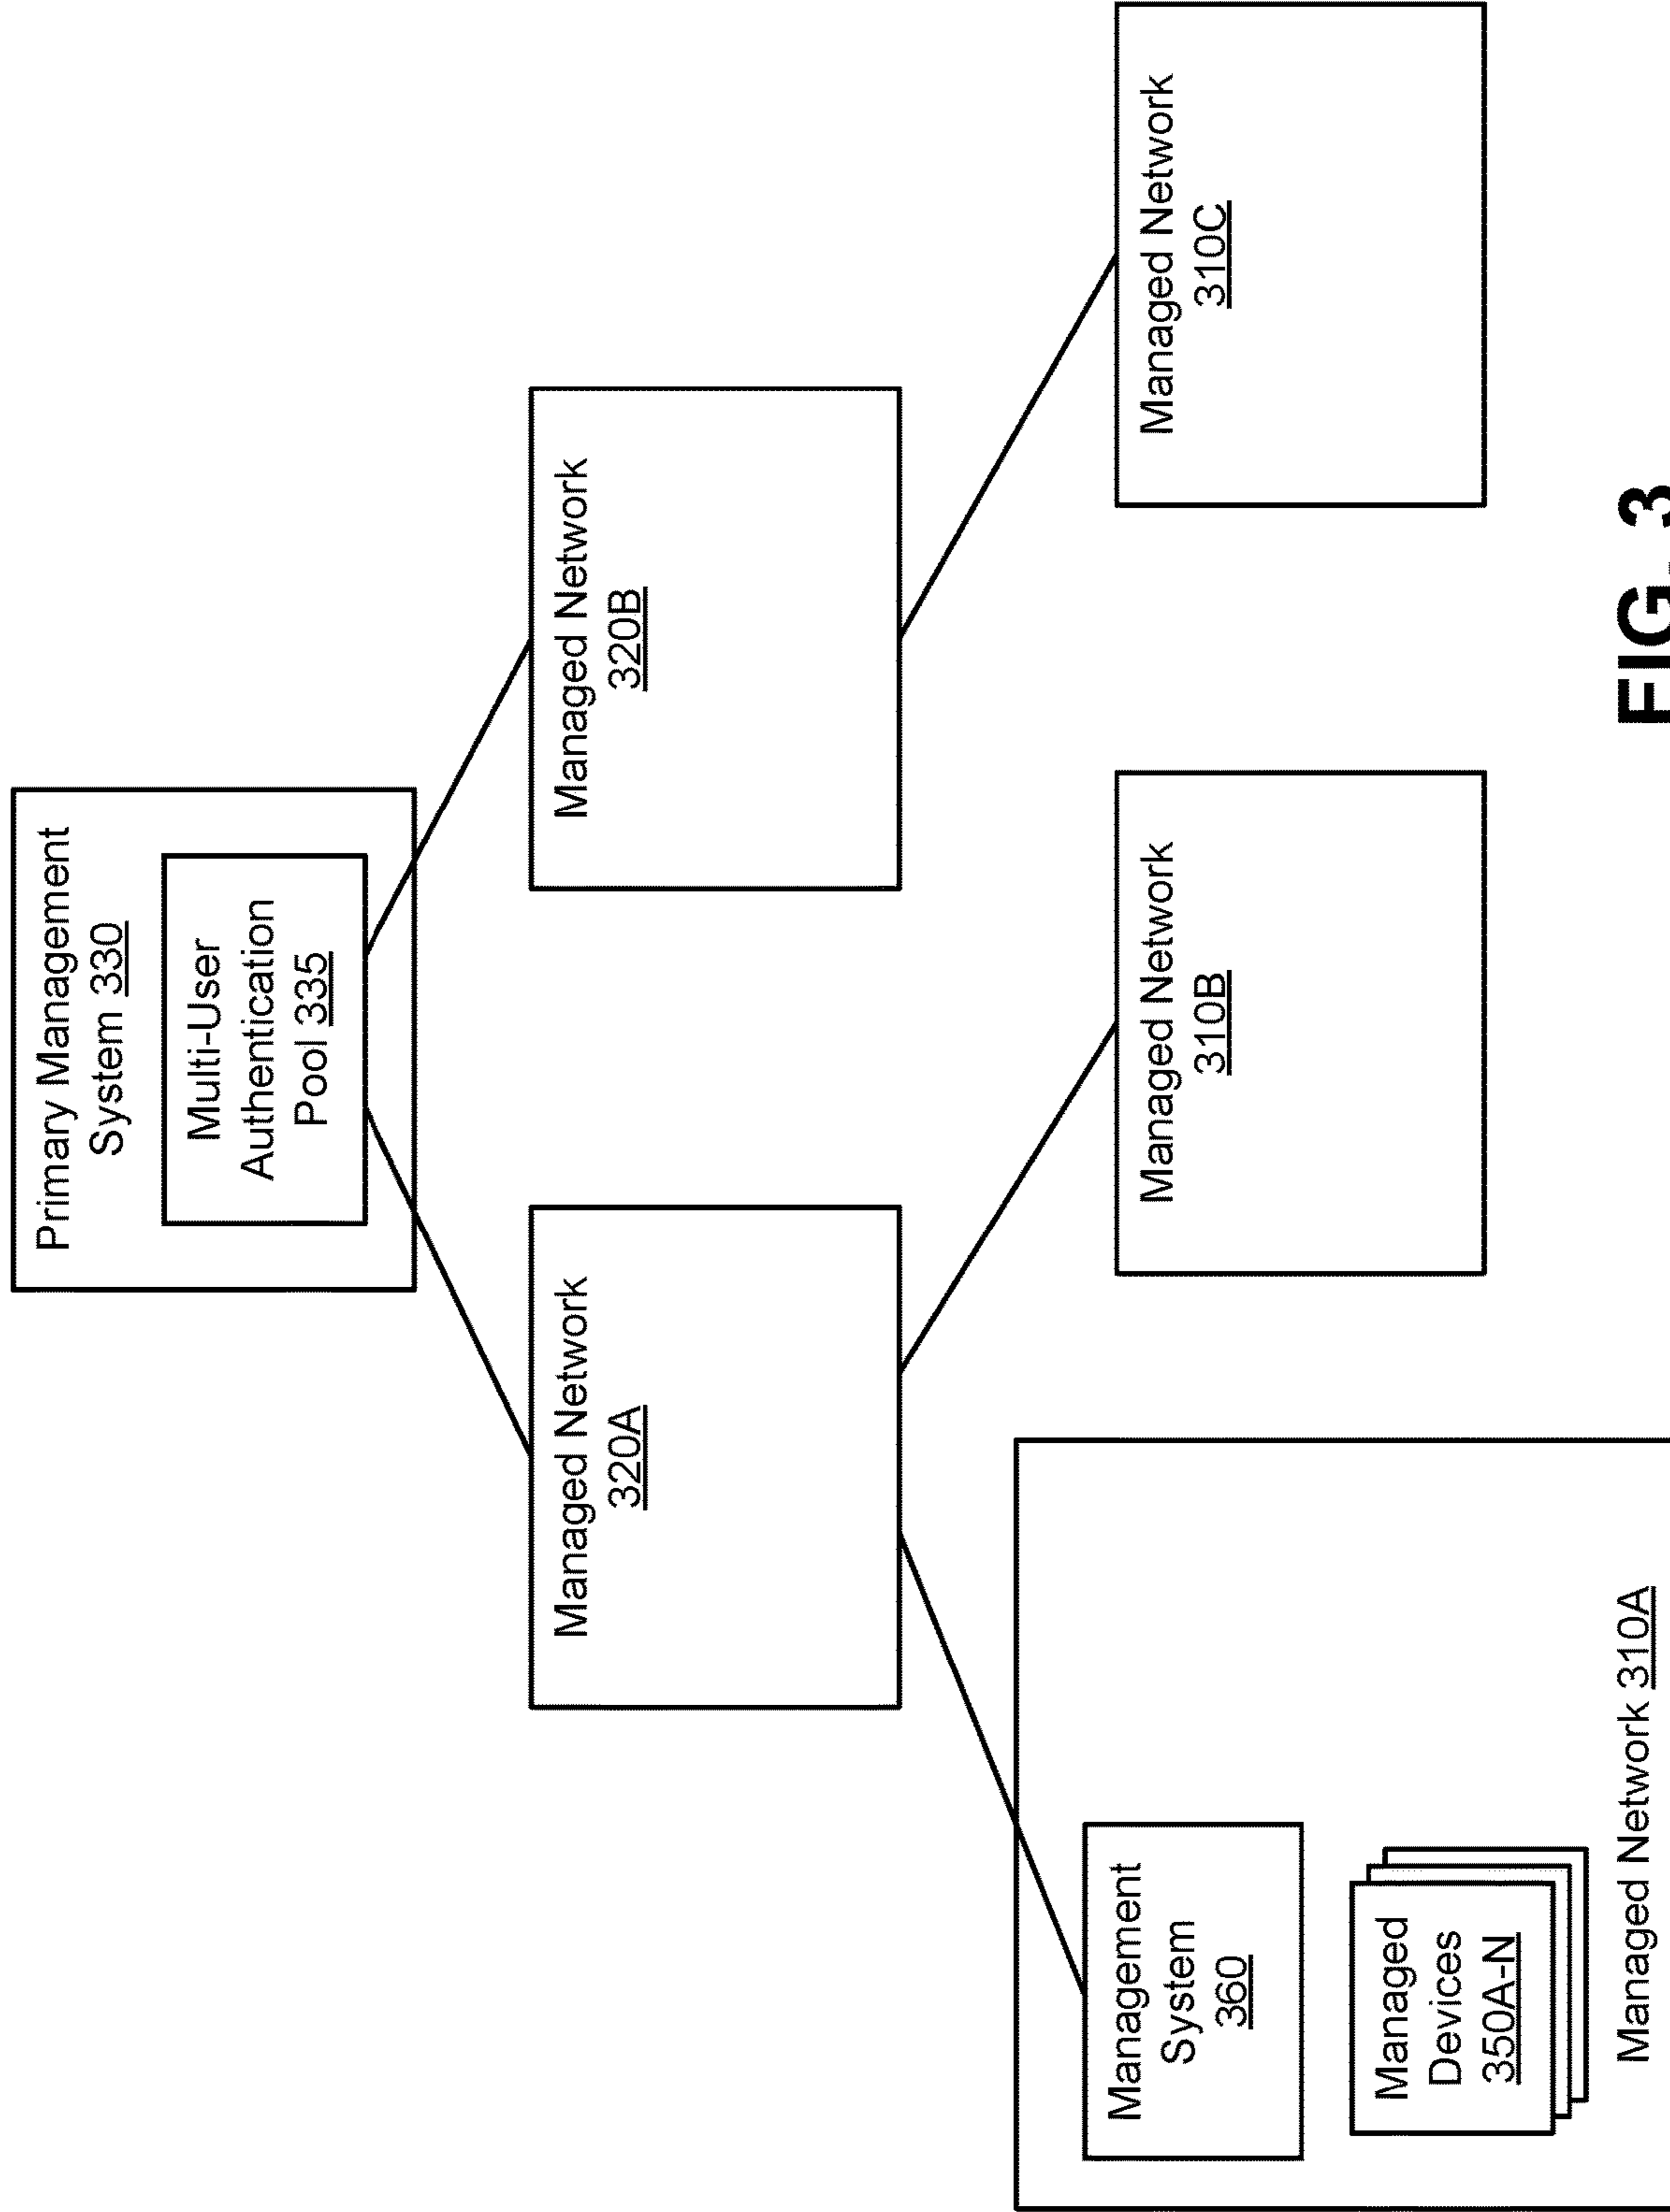 Primary Management
System 330
Multi-User
Authentication
Pool 335
Managed Network
320A
Managed Network
320B
Management
System
360
Managed
Devices
350A-N
Managed Network 310A
Managed Network
310B
Managed Network
310C
FIG. 3